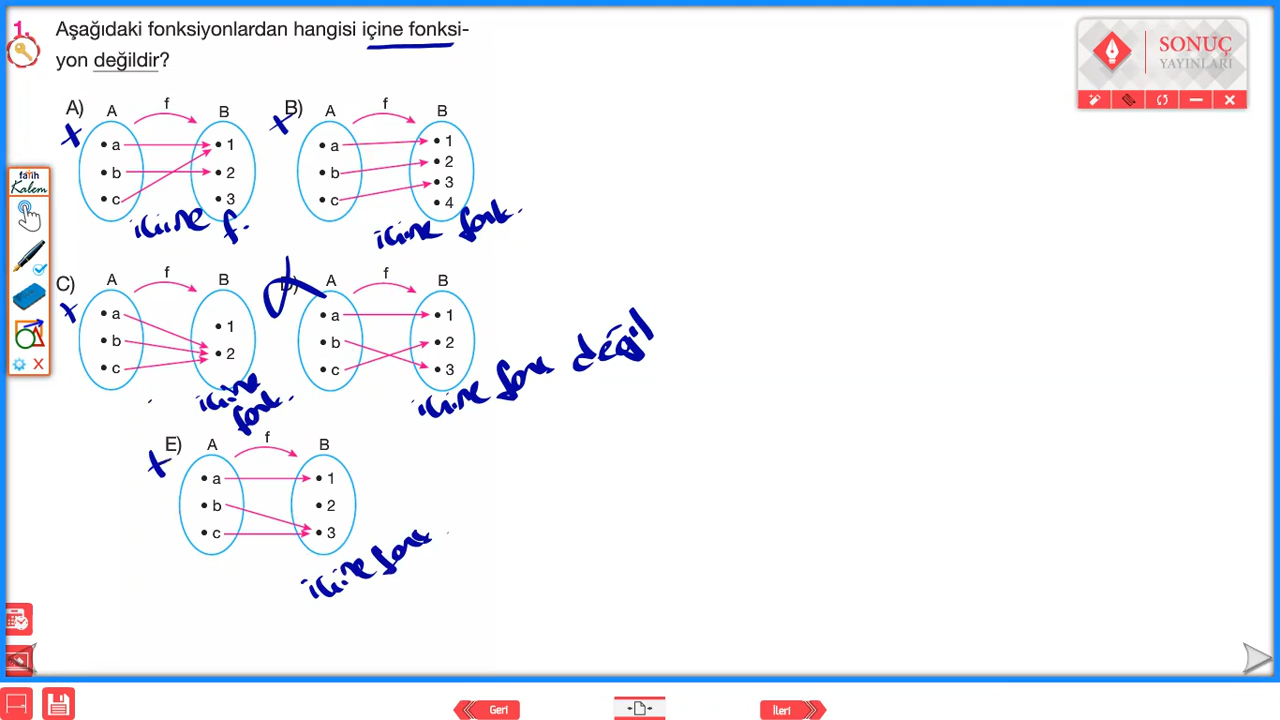 1. Aşağıdaki fonksiyonlardan hangisi içine fonksi-
yon değildir?
SONUÇ
YAYINLARI
A) A f B
a 1
b 2
c 3
içine f.
B) A f B
a 1
b 2
c 3
4
içine fonk.
fatih
Kalem
C) A f B
a 1
b 2
c
içine
fonk.
D) A f B
a 1
b 2
c 3
içine fonk değil
E) A f B
a 1
b 2
c 3
içine fonk
X
Geri
İleri